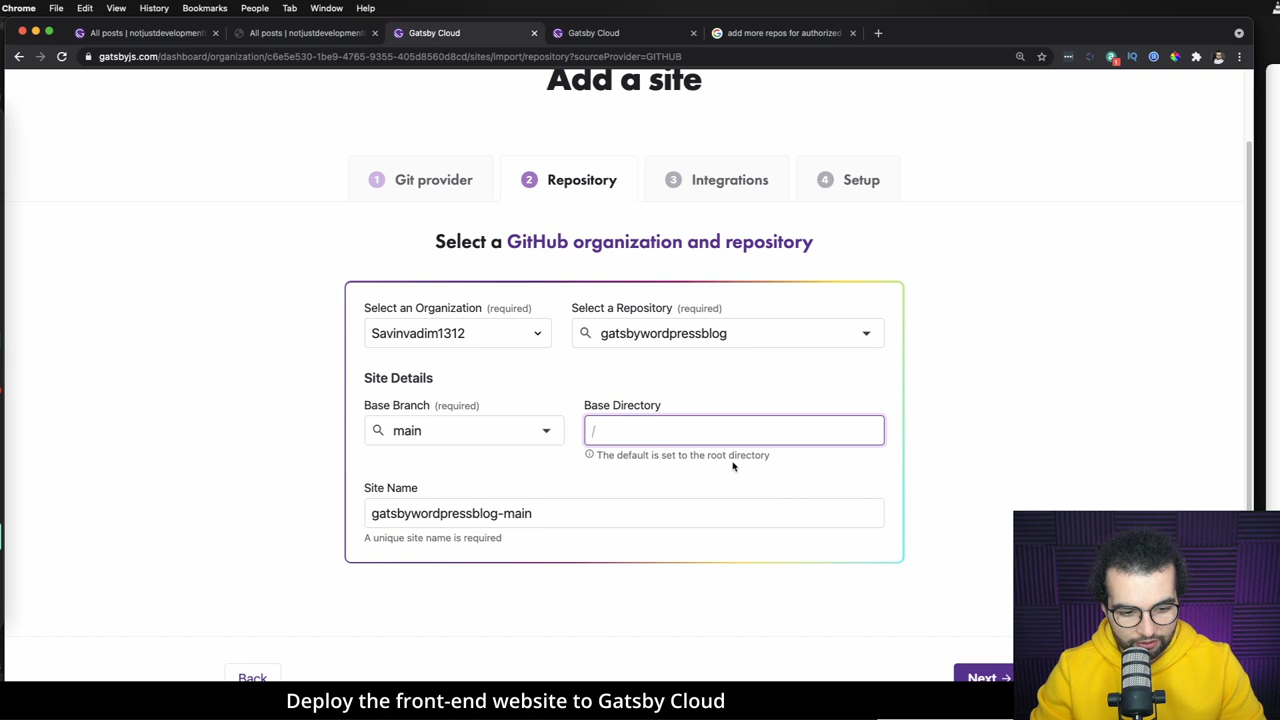 Chrome File Edit View History Bookmarks People Tab Window Help
All posts | notjustdevelopment
All posts | notjustdevelopment
Gatsby Cloud
Gatsby Cloud
add more repos for authorized
gatsbyjs.com/dashboard/organization/c6e5e530-1be9-4765-9355-405d8560d8cd/sites/import/repository?sourceProvider=GITHUB
Add a site
1 Git provider
2 Repository
3 Integrations
4 Setup
Select a GitHub organization and repository
Select an Organization (required)
Select a Repository (required)
Savinvadim1312
gatsbywordpressblog
Site Details
Base Branch (required)
Base Directory
main
/
The default is set to the root directory
Site Name
gatsbywordpressblog-main
A unique site name is required
Back
Next →
Deploy the front-end website to Gatsby Cloud